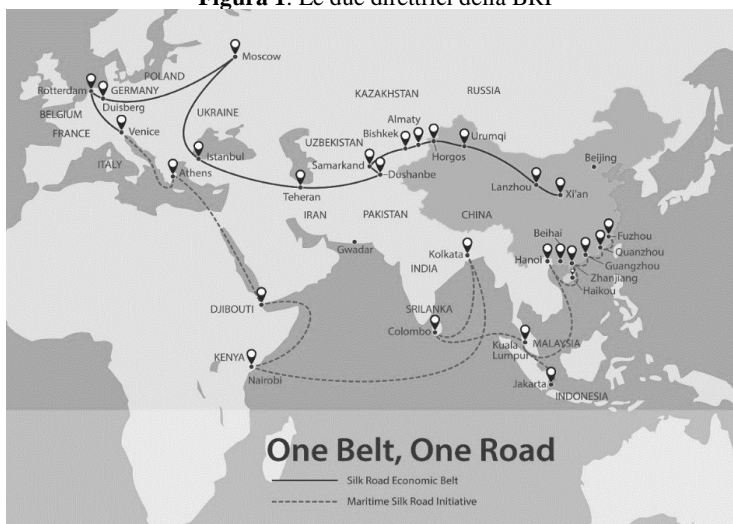 Figura 1. Le due direttrici della BRI
Moscow
POLAND
Rotterdam
GERMANY
Duisberg
KAZAKHSTAN
RUSSIA
BELGIUM
UKRAINE
Almaty
FRANCE
Venice
Bishkek
Urumqi
UZBEKISTAN
Horgos
Beijing
ITALY
Istanbul
Samarkand
Athens
Dushanbe
Lanzhou
Xi'an
Teheran
IRAN
PAKISTAN
CHINA
Beihai
Fuzhou
Gwadar
Kolkata
Quanzhou
Hanoi
INDIA
Guangzhou
Zhanjiang
Haikou
DJIBOUTI
SRILANKA
Colombo
Kuala
Lumpur
MALAYSIA
KENYA
Nairobi
Jakarta
INDONESIA
One Belt, One Road
Silk Road Economic Belt
Maritime Silk Road Initiative